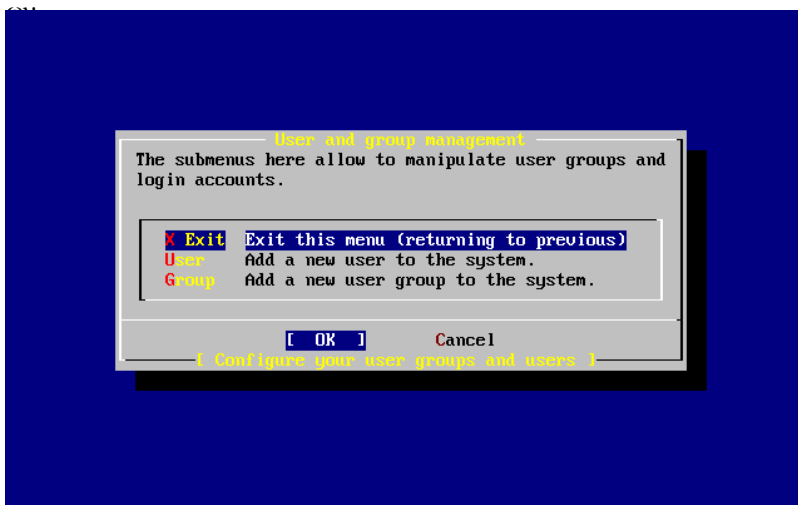 User and group management
The submenus here allow to manipulate user groups and
login accounts.
X Exit Exit this menu (returning to previous)
User Add a new user to the system.
Group Add a new user group to the system.
[ OK ] Cancel
[ Configure your user groups and users ]